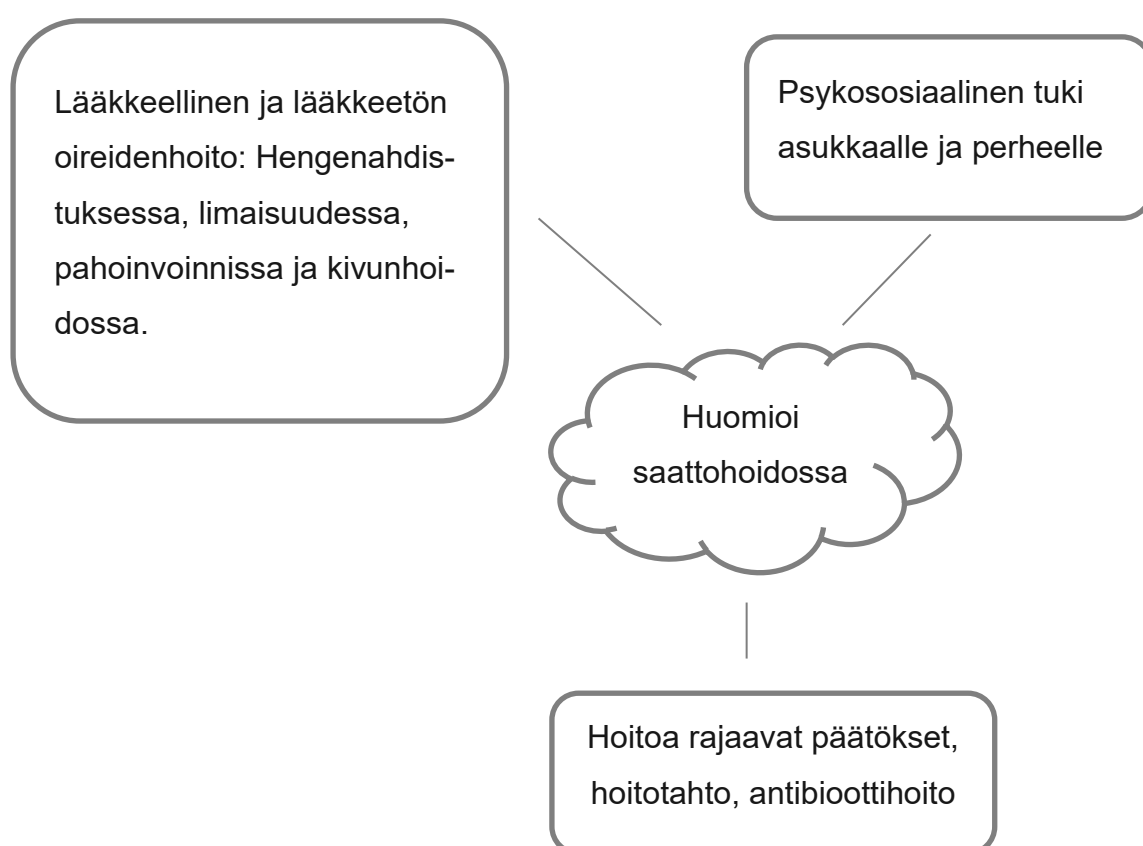 Lääkkeellinen ja lääkkeetön
oireidenhoito: Hengenahdis-
tuksessa, limaisuudessa,
pahoinvoinnissa ja kivunhoi-
dossa.
Psykososiaalinen tuki
asukkaalle ja perheelle
Huomioi
saattohoidossa
Hoitoa rajaavat päätökset,
hoitotahto, antibioottihoito